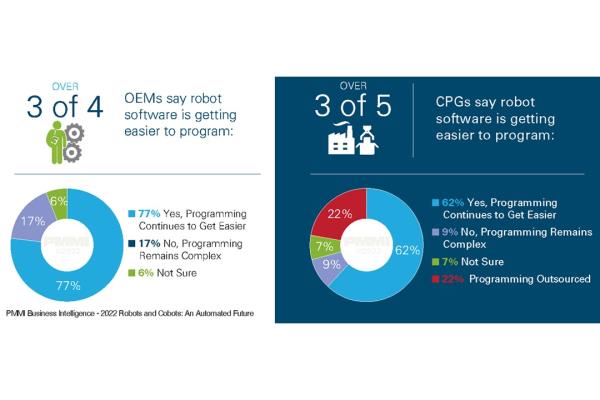 OVER
3 of 4
OEMs say robot
software is getting
easier to program:
6%
17%
77%
PMMI
77% Yes, Programming
Continues to Get Easier
17% No, Programming
Remains Complex
6% Not Sure
PMMI Business Intelligence - 2022 Robots and Cobots: An Automated Future
OVER
3 of 5
CPGs say robot
software is getting
easier to program:
22%
7%
9%
62%
PMMI
62% Yes, Programming
Continues to Get Easier
9% No, Programming Remains
Complex
7% Not Sure
22% Programming Outsourced